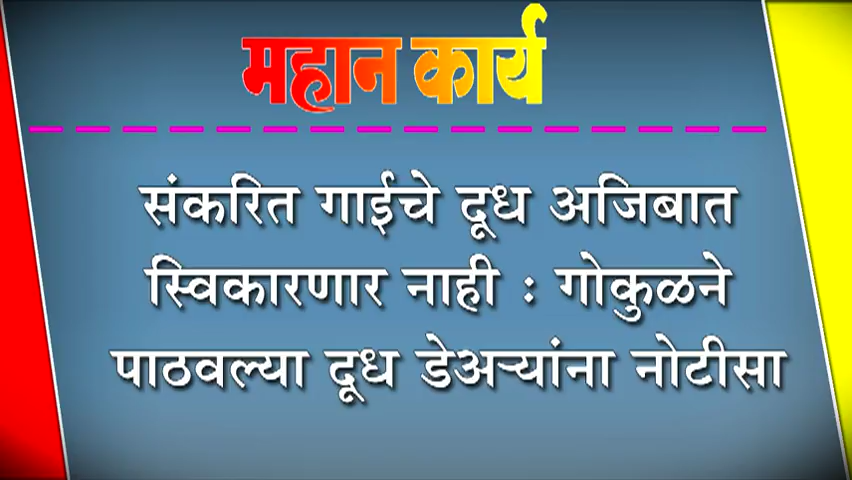 महान कार्य
संकरित गाईचे दूध अजिबात
स्विकारणार नाही : गोकुळने
पाठवल्या दूध डेअऱ्यांना नोटीसा